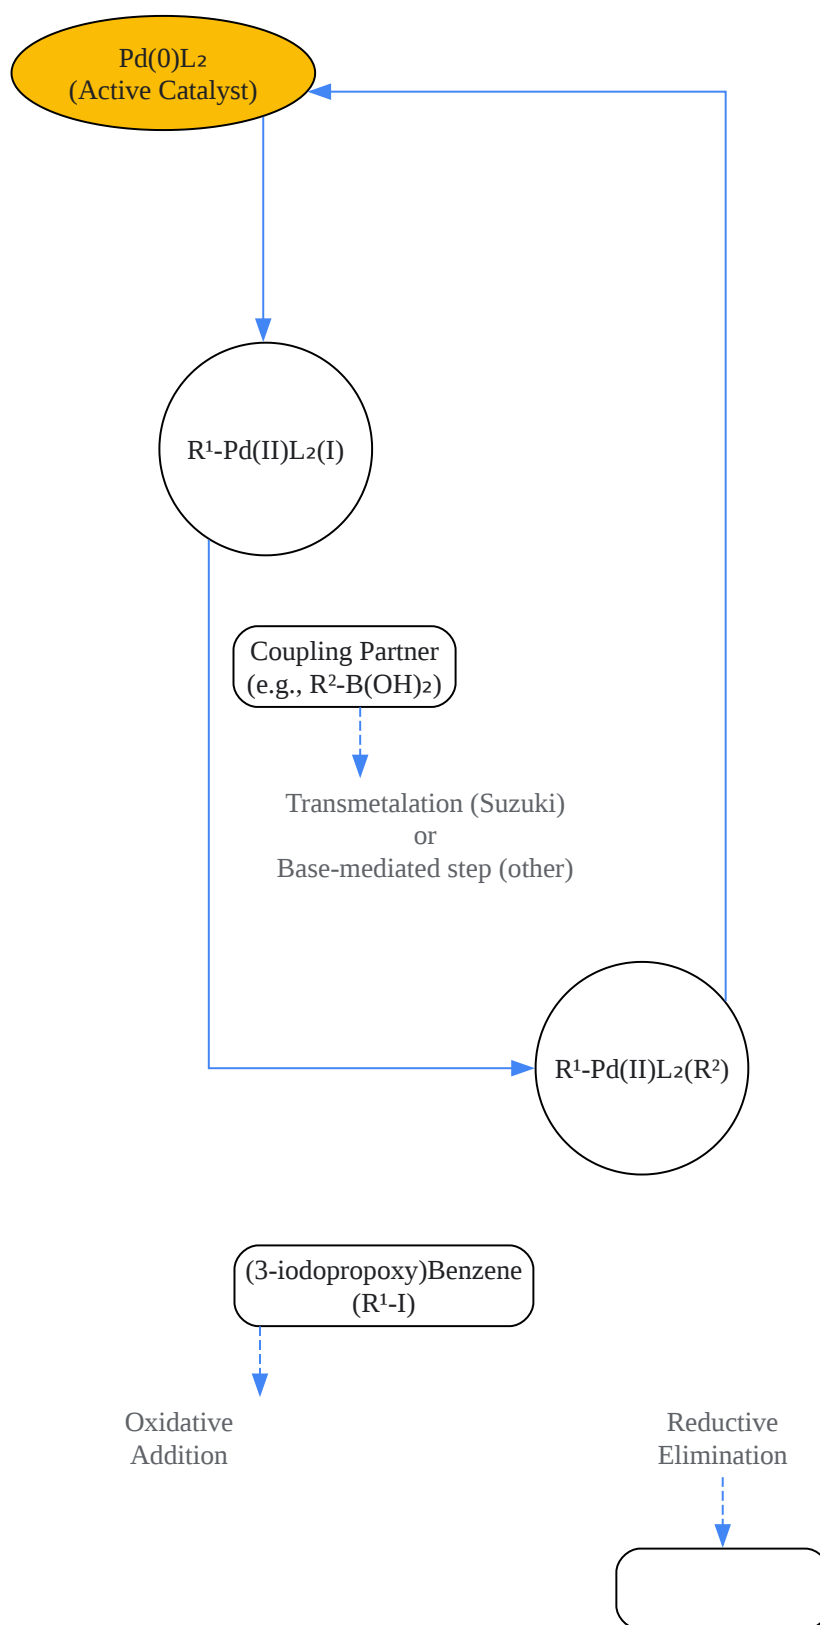 Pd(0)L₂
(Active Catalyst)
R¹-Pd(II)L₂(I)
Coupling Partner
(e.g., R²-B(OH)₂)
Transmetalation (Suzuki)
or
Base-mediated step (other)
R¹-Pd(II)L₂(R²)
(3-iodopropoxy)Benzene
(R¹-I)
Oxidative
Addition
Reductive
Elimination